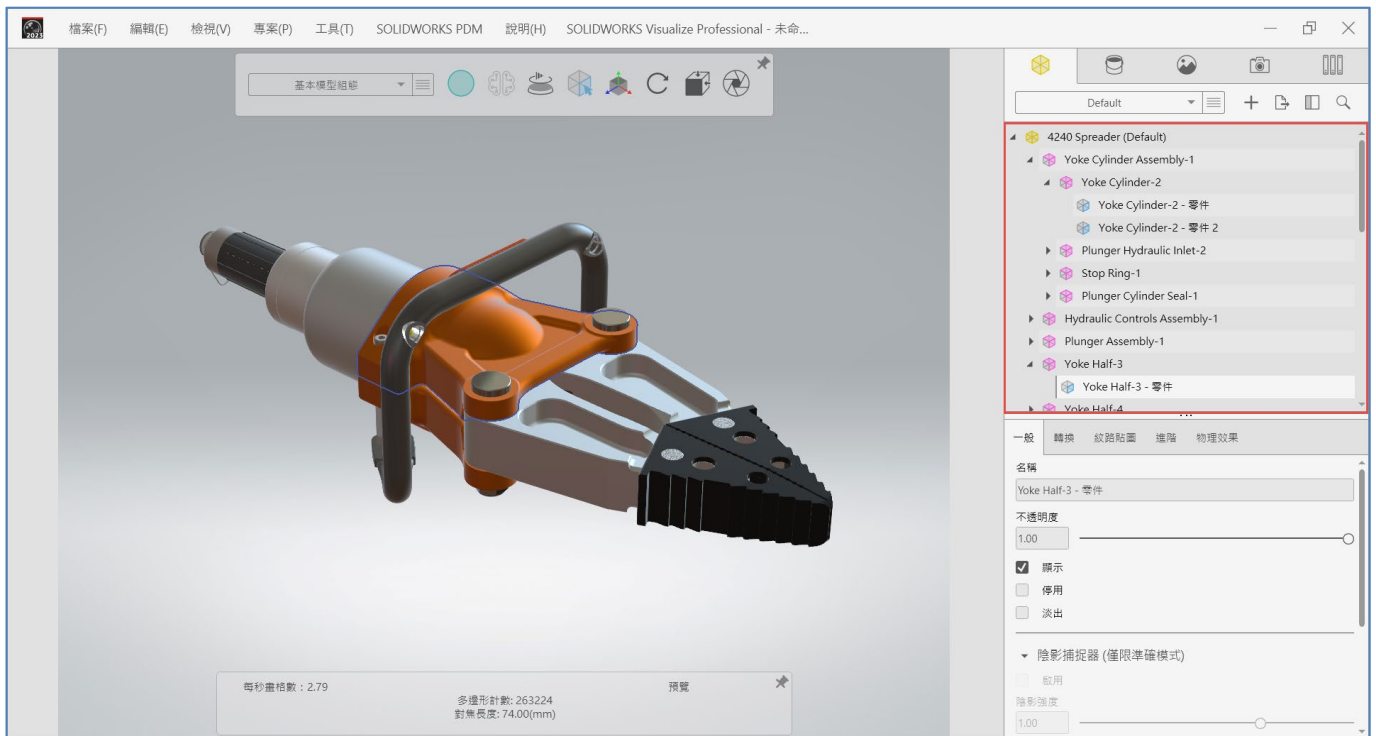 2023 檔案(F) 編輯(E) 檢視(V) 專案(P) 工具(T) SOLIDWORKS PDM 說明(H) SOLIDWORKS Visualize Professional - 未命...
基本模型組態
Default
4240 Spreader (Default)
Yoke Cylinder Assembly-1
Yoke Cylinder-2
Yoke Cylinder-2 - 零件
Yoke Cylinder-2 - 零件 2
Plunger Hydraulic Inlet-2
Stop Ring-1
Plunger Cylinder Seal-1
Hydraulic Controls Assembly-1
Plunger Assembly-1
Yoke Half-3
Yoke Half-3 - 零件
Yoke Half-4
一般 轉換 紋路貼圖 進階 物理效果
名稱
Yoke Half-3 - 零件
不透明度
1.00
顯示
停用
淡出
陰影捕捉器 (僅限準確模式)
啟用
陰影強度
1.00
每秒畫格數：2.79 預覽
多邊形計數: 263224
對焦長度: 74.00(mm)